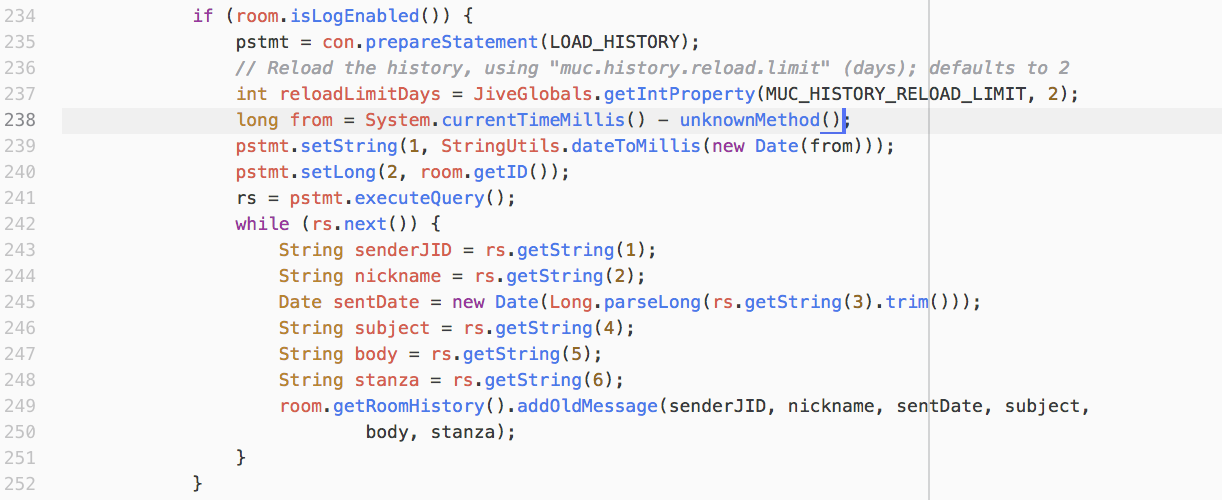 234 if (room.isLogEnabled()) {
235 pstmt = con.prepareStatement(LOAD_HISTORY);
236 // Reload the history, using "muc.history.reload.limit" (days); defaults to 2
237 int reloadLimitDays = JiveGlobals.getIntProperty(MUC_HISTORY_RELOAD_LIMIT, 2);
238 long from = System.currentTimeMillis() - unknownMethod();
239 pstmt.setString(1, StringUtils.dateToMillis(new Date(from)));
240 pstmt.setLong(2, room.getID());
241 rs = pstmt.executeQuery();
242 while (rs.next()) {
243 String senderJID = rs.getString(1);
244 String nickname = rs.getString(2);
245 Date sentDate = new Date(Long.parseLong(rs.getString(3).trim()));
246 String subject = rs.getString(4);
247 String body = rs.getString(5);
248 String stanza = rs.getString(6);
249 room.getRoomHistory().addOldMessage(senderJID, nickname, sentDate, subject,
250 body, stanza);
251 }
252 }